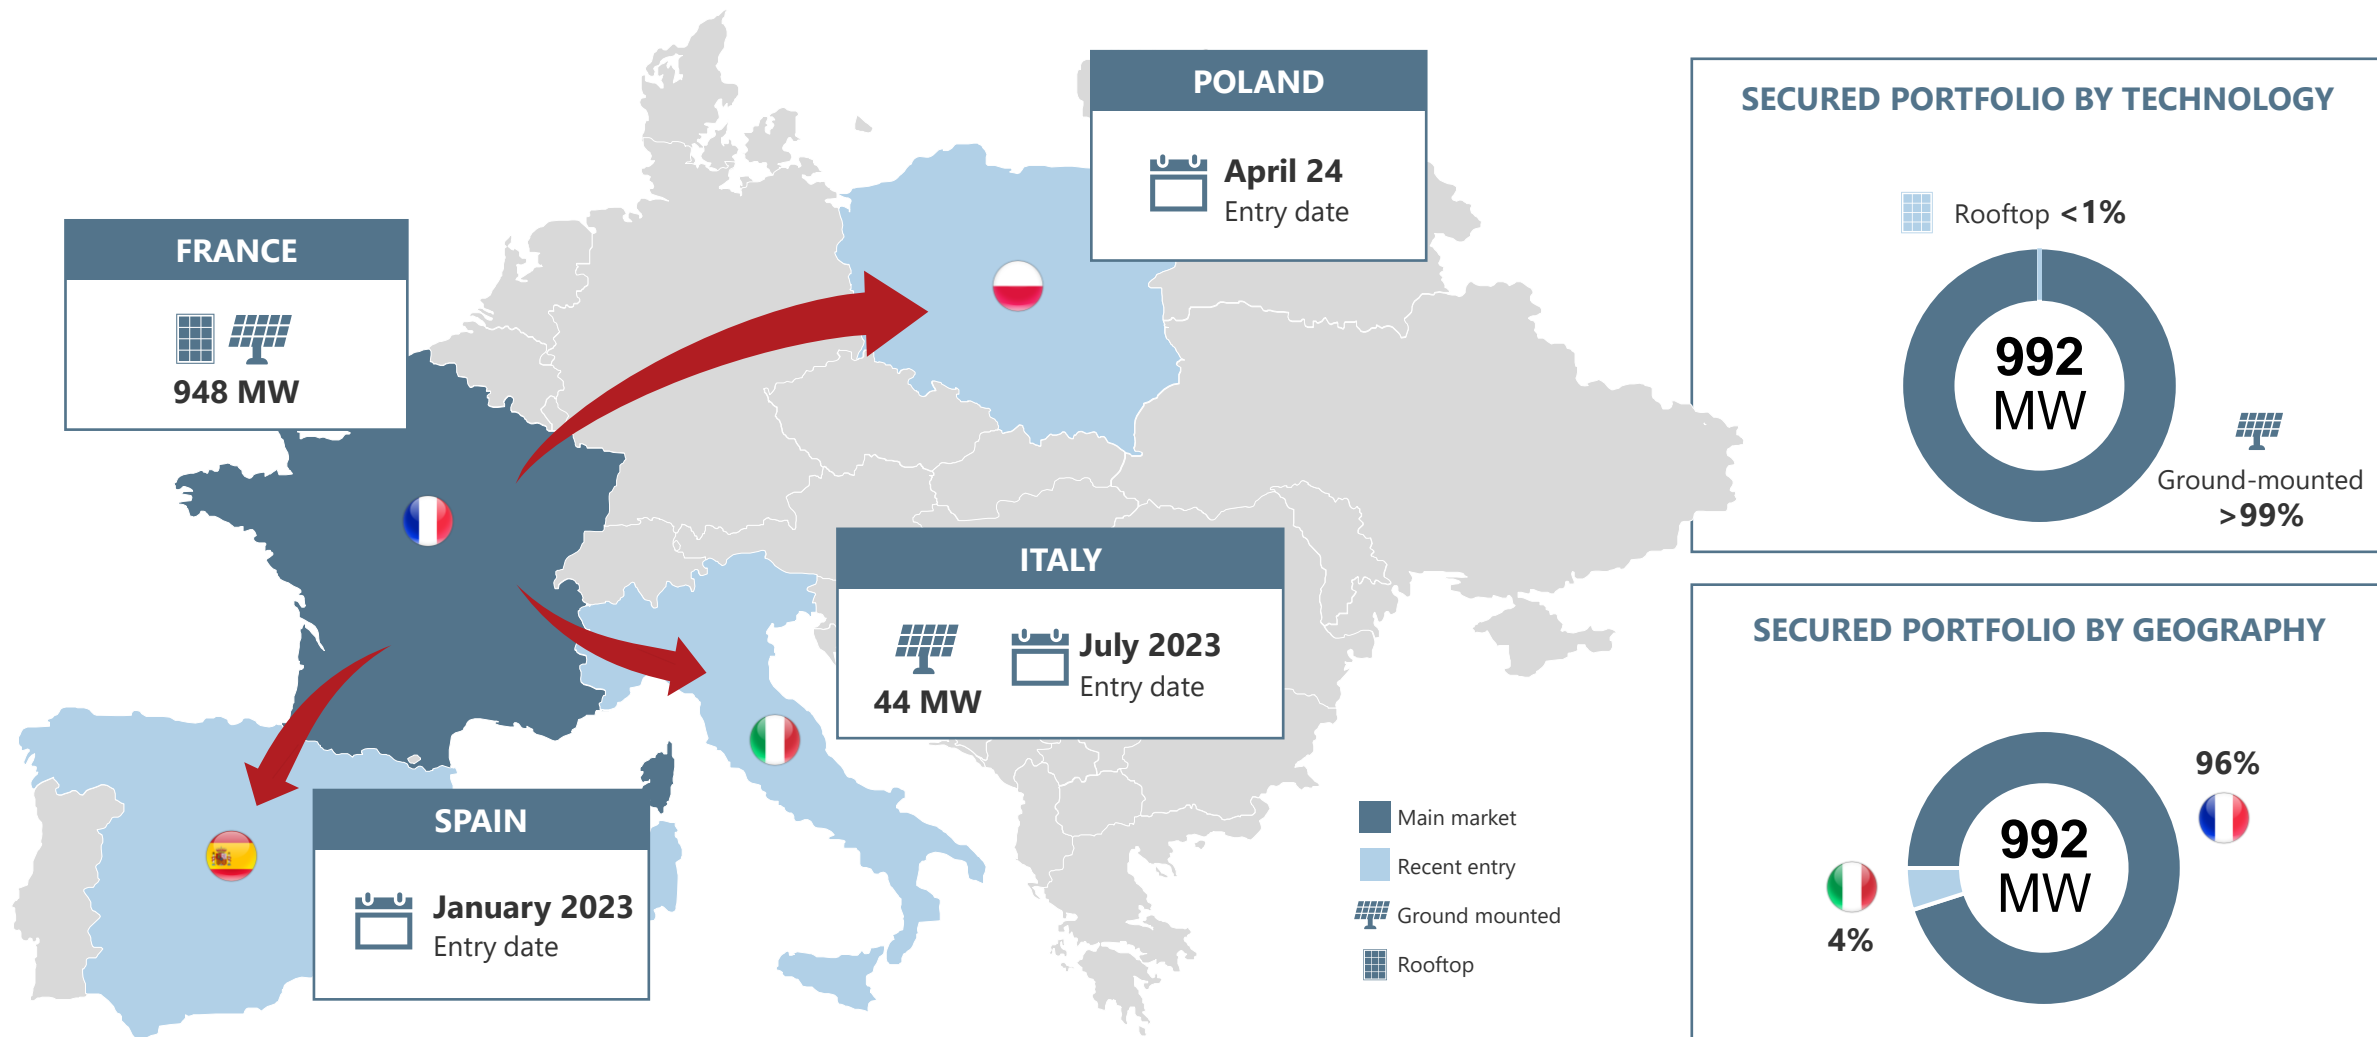 FRANCE
948 MW
POLAND
April 24
Entry date
ITALY
44 MW
July 2023
Entry date
SPAIN
January 2023
Entry date
Main market
Recent entry
Ground mounted
Rooftop
SECURED PORTFOLIO BY TECHNOLOGY
Rooftop <1%
992
MW
Ground-mounted
>99%
SECURED PORTFOLIO BY GEOGRAPHY
96%
992
MW
4%